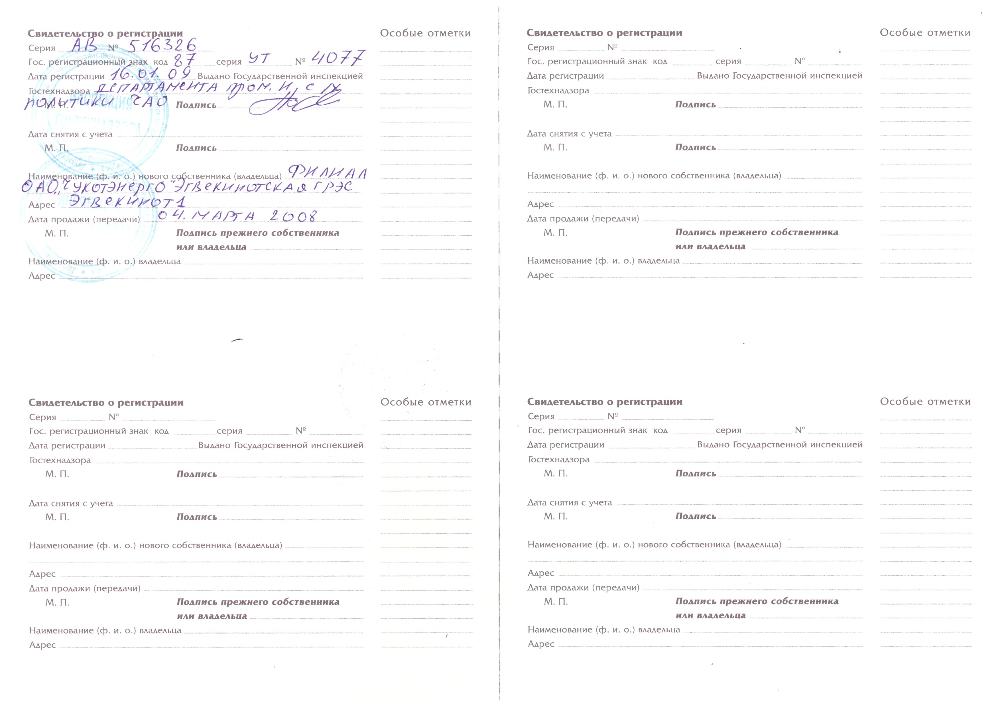 Свидетельство о регистрации
Особые отметки
Серия АВ № 516326
Гос. регистрационный знак код 87 серия УТ № 4077
Дата регистрации 16.01.09 Выдано Государственной инспекцией
Гостехнадзора ДЕПАРТАМЕНТА пром. И с/х
ПОЛИТИКИ ЧАО
М. П. Подпись
Дата снятия с учета
М. П. Подпись
Наименование (ф. и. о.) нового собственника (владельца) ФИЛИАЛ
ОАО „Чукотэнерго" Эгвекинотская ГРЭС
Адрес Эгвекинот 1
Дата продажи (передачи) 04. МАРТА 2008
М. П. Подпись прежнего собственника
или владельца
Наименование (ф. и. о.) владельца
Адрес
Свидетельство о регистрации
Особые отметки
Серия №
Гос. регистрационный знак код серия №
Дата регистрации Выдано Государственной инспекцией
Гостехнадзора
М. П. Подпись
Дата снятия с учета
М. П. Подпись
Наименование (ф. и. о.) нового собственника (владельца)
Адрес
Дата продажи (передачи)
М. П. Подпись прежнего собственника
или владельца
Наименование (ф. и. о.) владельца
Адрес
Свидетельство о регистрации
Особые отметки
Серия №
Гос. регистрационный знак код серия №
Дата регистрации Выдано Государственной инспекцией
Гостехнадзора
М. П. Подпись
Дата снятия с учета
М. П. Подпись
Наименование (ф. и. о.) нового собственника (владельца)
Адрес
Дата продажи (передачи)
М. П. Подпись прежнего собственника
или владельца
Наименование (ф. и. о.) владельца
Адрес
Свидетельство о регистрации
Особые отметки
Серия №
Гос. регистрационный знак код серия №
Дата регистрации Выдано Государственной инспекцией
Гостехнадзора
М. П. Подпись
Дата снятия с учета
М. П. Подпись
Наименование (ф. и. о.) нового собственника (владельца)
Адрес
Дата продажи (передачи)
М. П. Подпись прежнего собственника
или владельца
Наименование (ф. и. о.) владельца
Адрес